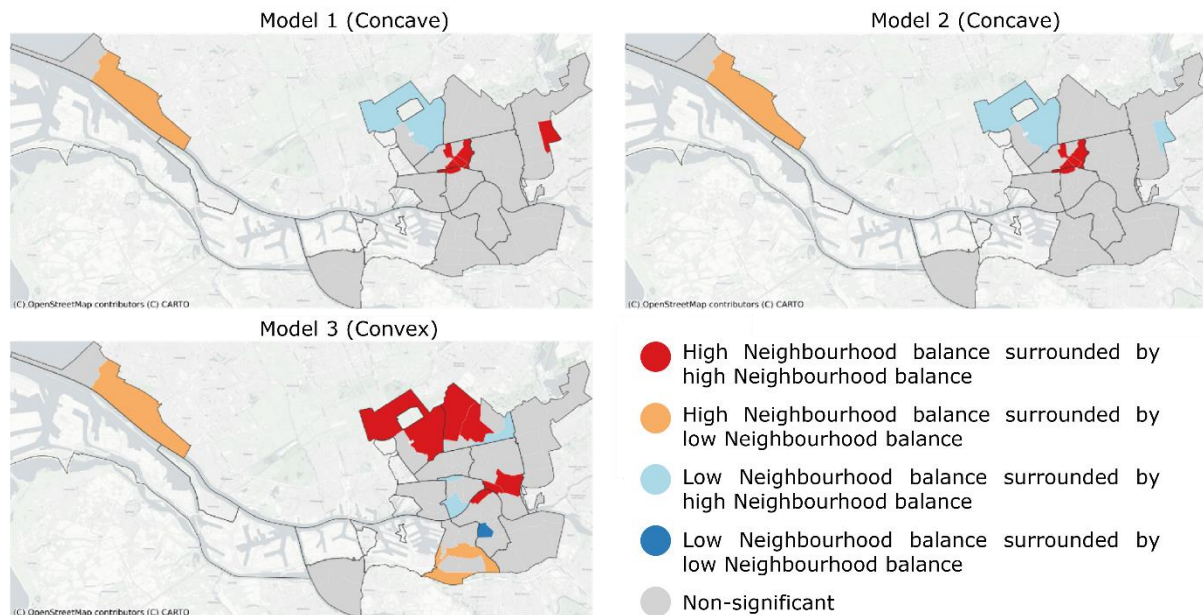 Model 1 (Concave)
Model 2 (Concave)
(C) OpenStreetMap contributors (C) CARTO
(C) OpenStreetMap contributors (C) CARTO
Model 3 (Convex)
(C) OpenStreetMap contributors (C) CARTO
High Neighbourhood balance surrounded by
high Neighbourhood balance
High Neighbourhood balance surrounded by
low Neighbourhood balance
Low Neighbourhood balance surrounded by
high Neighbourhood balance
Low Neighbourhood balance surrounded by
low Neighbourhood balance
Non-significant